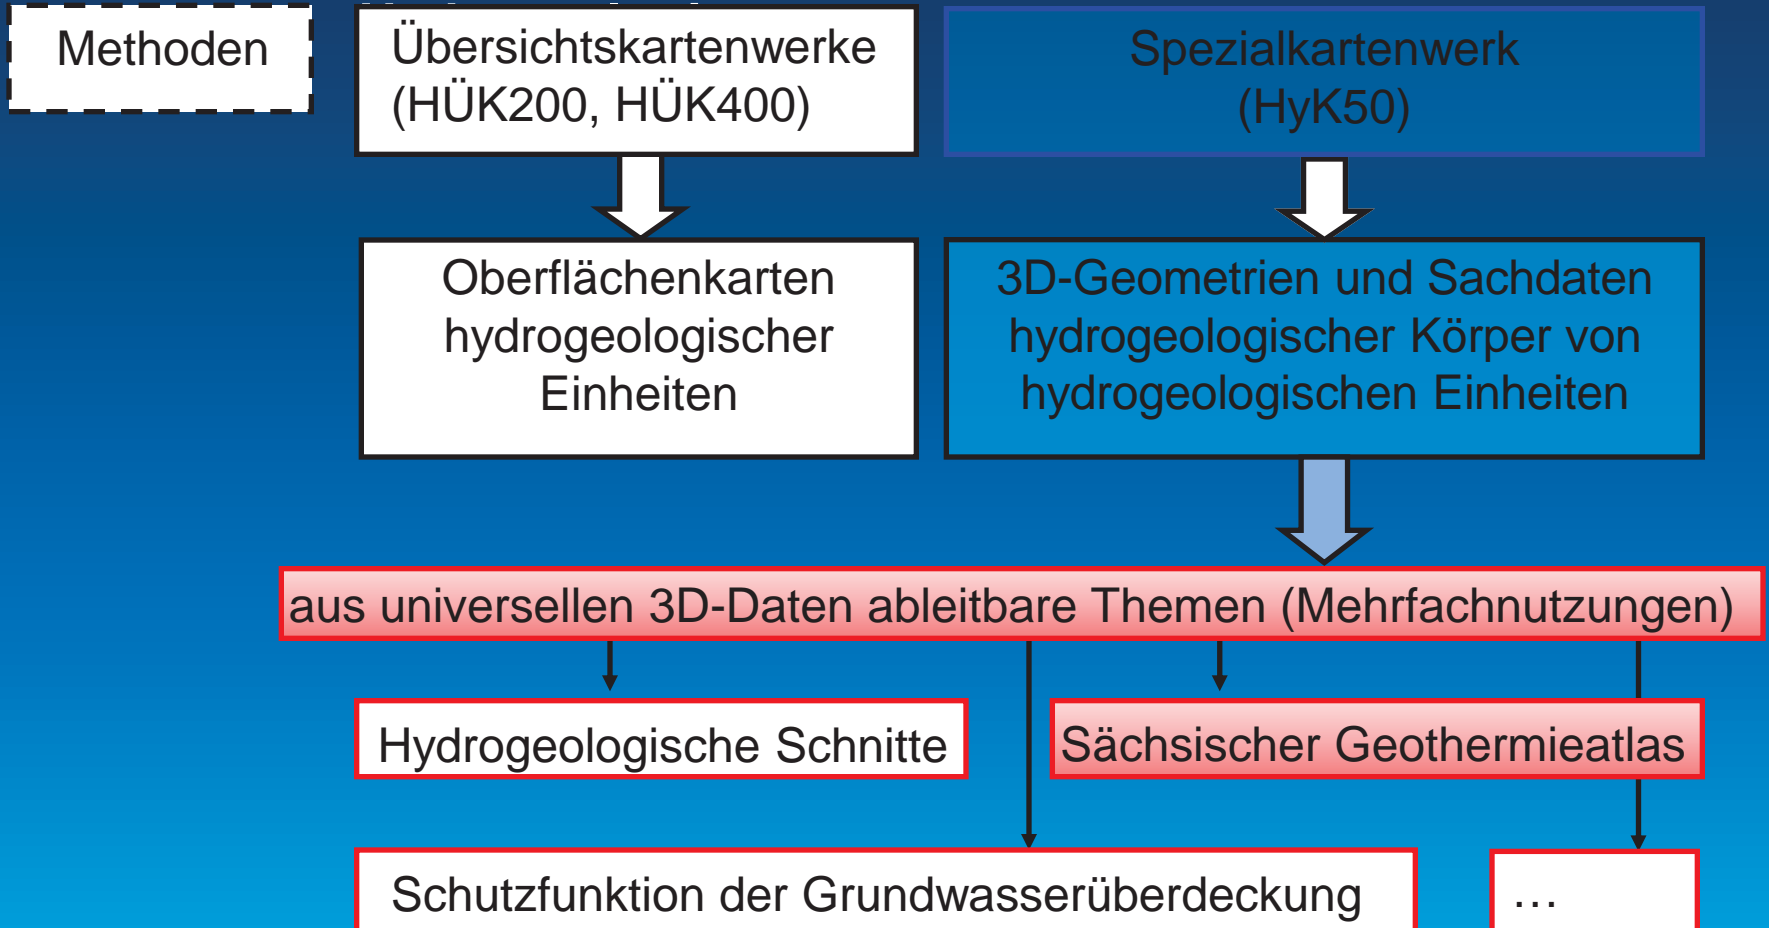 Methoden
Übersichtskartenwerke
(HÜK200, HÜK400)
Spezialkartenwerk
(HyK50)
Oberflächenkarten
hydrogeologischer
Einheiten
3D-Geometrien und Sachdaten
hydrogeologischer Körper von
hydrogeologischen Einheiten
aus universellen 3D-Daten ableitbare Themen (Mehrfachnutzungen)
Hydrogeologische Schnitte
Sächsischer Geothermieatlas
Schutzfunktion der Grundwasserüberdeckung
…